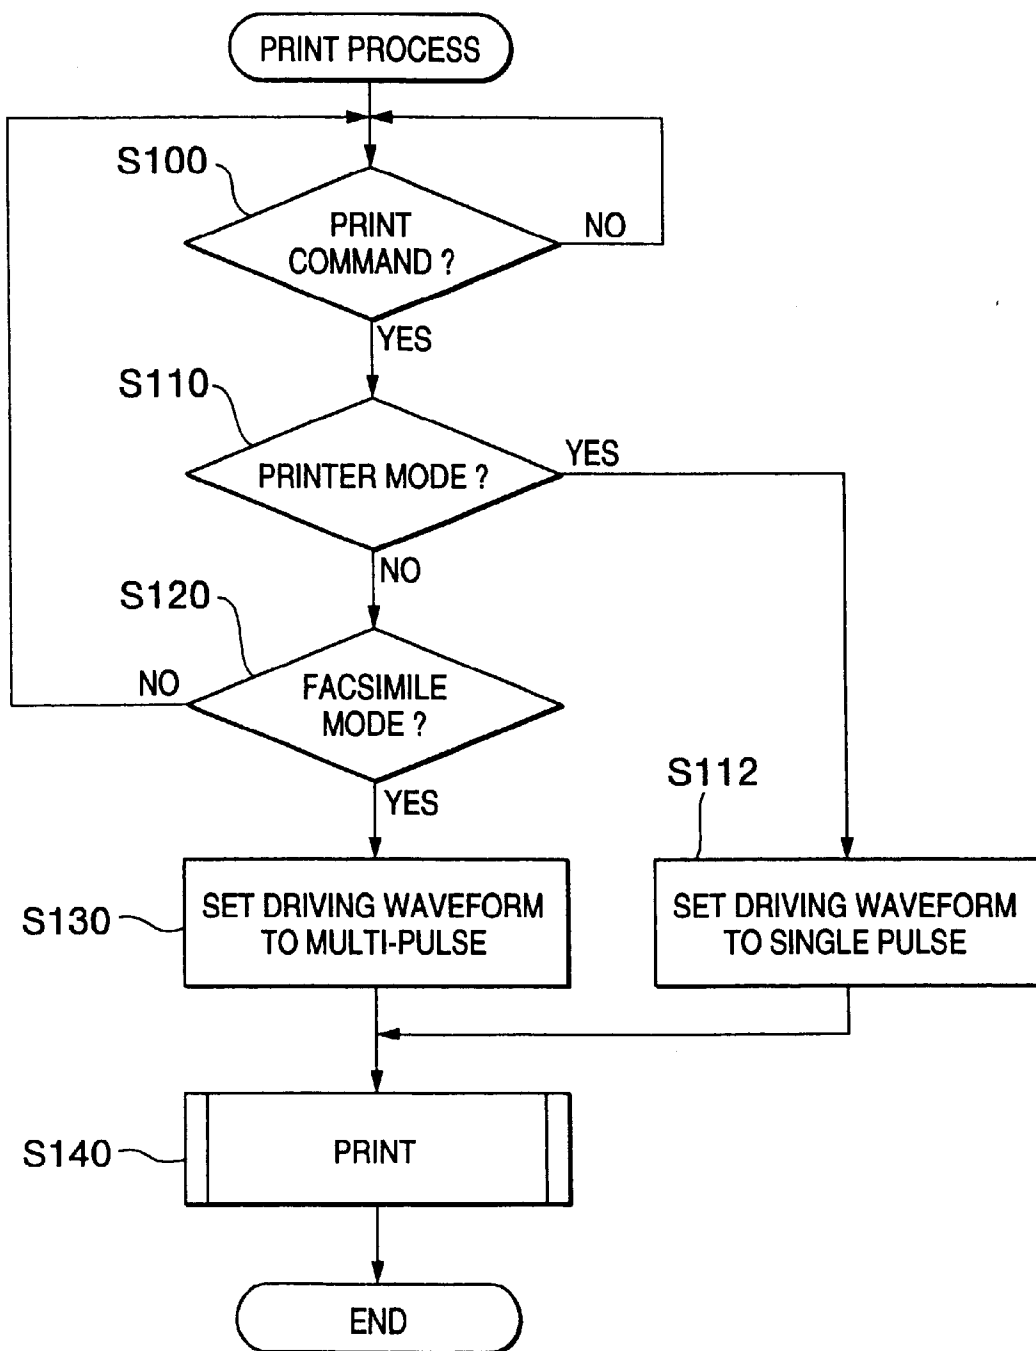 PRINT PROCESS
S100
PRINT
COMMAND ?
NO
YES
S110
PRINTER MODE ?
YES
NO
S120
FACSIMILE
MODE ?
NO
YES
S112
S130
SET DRIVING WAVEFORM
TO MULTI-PULSE
SET DRIVING WAVEFORM
TO SINGLE PULSE
S140
PRINT
END